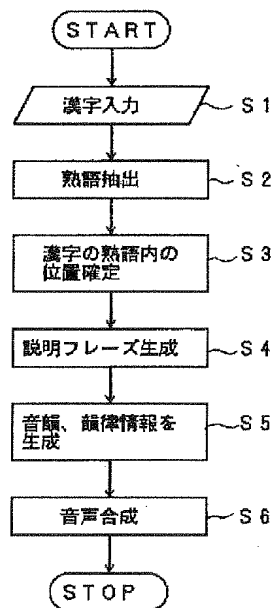 START
漢字入力 S1
熟語抽出 S2
漢字の熟語内の
位置確定 S3
説明フレーズ生成 S4
音韻、韻律情報を
生成 S5
音声合成 S6
STOP